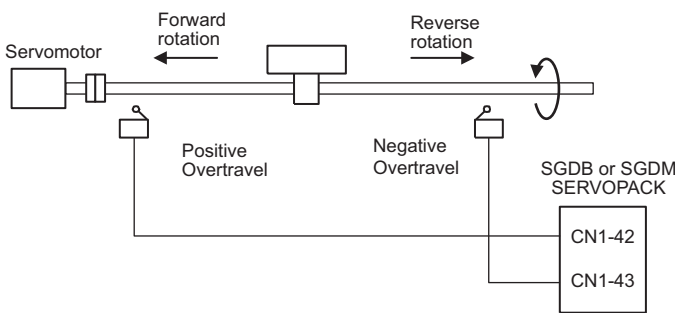 Forward
rotation
Reverse
rotation
Servomotor
Positive
Overtravel
Negative
Overtravel
SGDB or SGDM
SERVOPACK
CN1-42
CN1-43